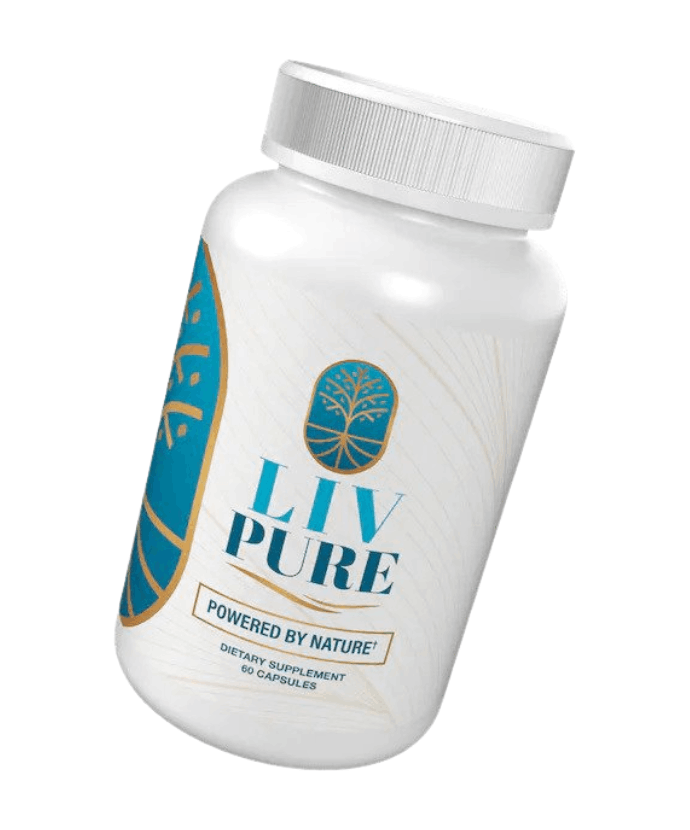 LIV
PURE
POWERED BY NATURE†
DIETARY SUPPLEMENT
60 CAPSULES